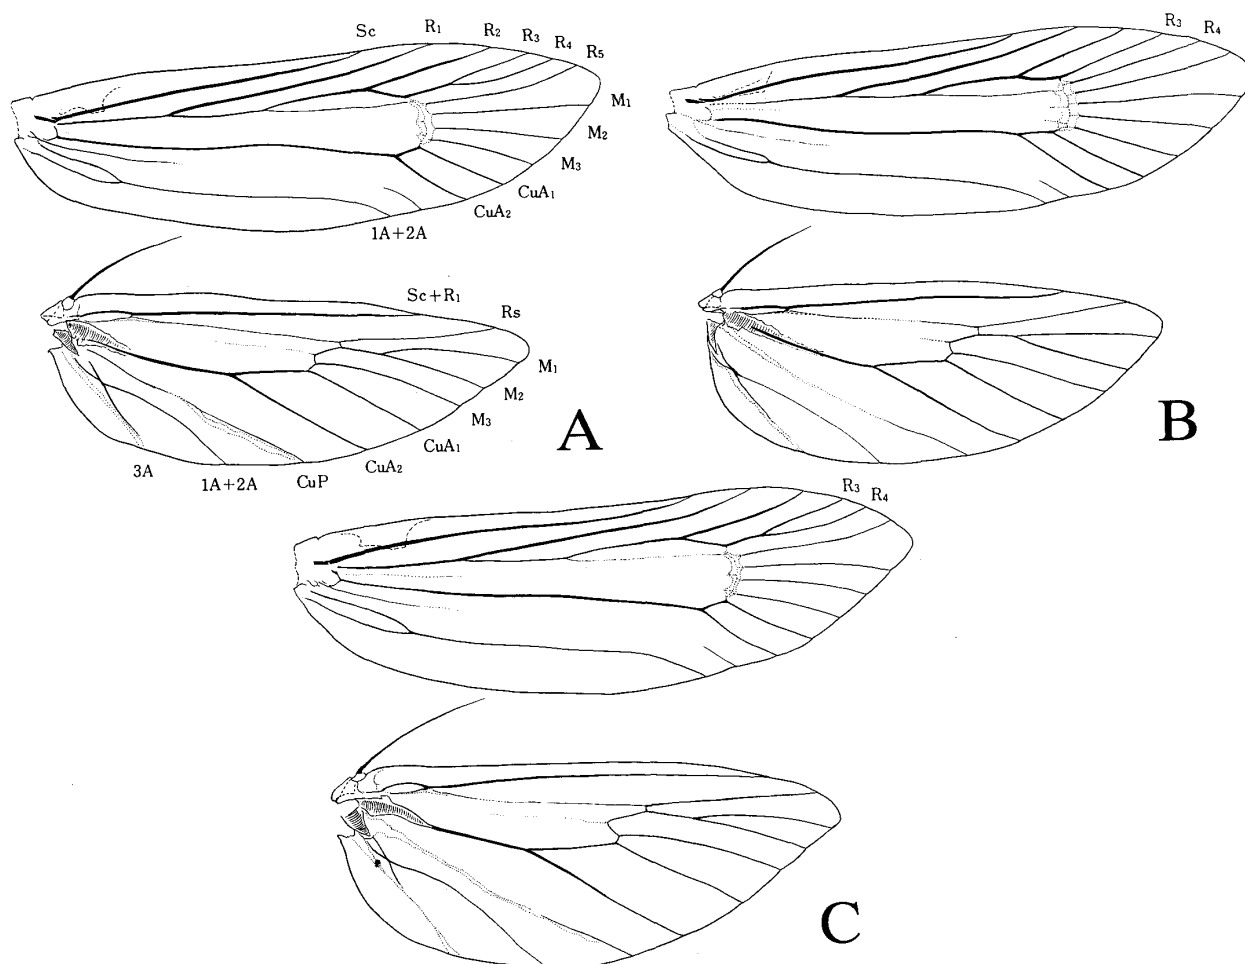 Sc R₁ R₂ R₃ R₄ R₅
M₁
M₂
M₃
CuA₁
CuA₂
1A+2A
R₃ R₄
Sc+R₁
Rs
M₁
M₂
M₃
CuA₁
CuA₂
CuP
1A+2A
3A
A
B
R₃ R₄
C